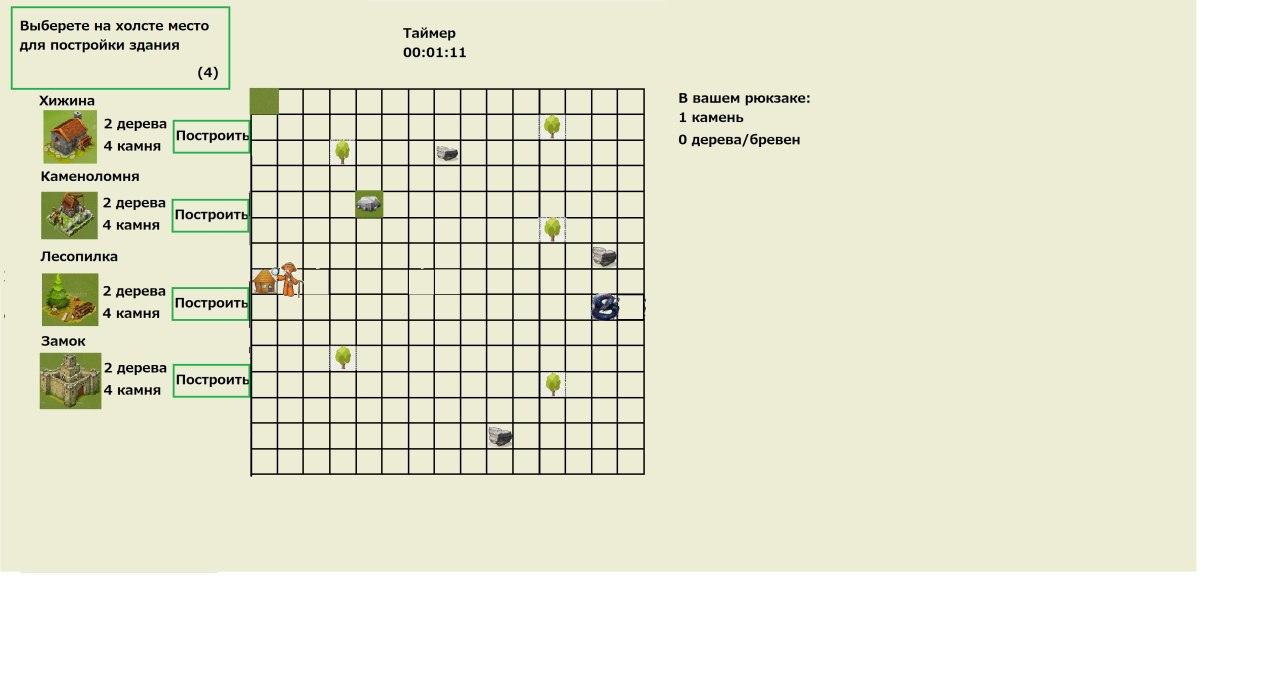 Выберете на холсте место
для постройки здания
(4)
Таймер
00:01:11
Хижина
2 дерева
4 камня
Построить
Каменоломня
2 дерева
4 камня
Построить
Лесопилка
2 дерева
4 камня
Построить
Замок
2 дерева
4 камня
Построить
В вашем рюкзаке:
1 камень
0 дерева/бревен